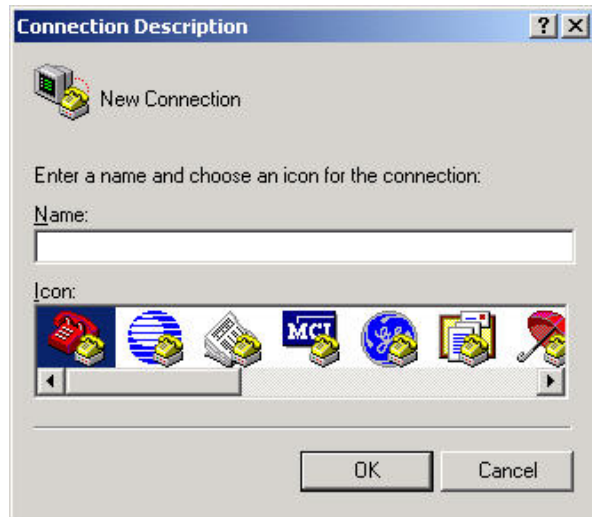 Connection Description
New Connection
Enter a name and choose an icon for the connection:
Name:
Icon:
MCI
OK
Cancel